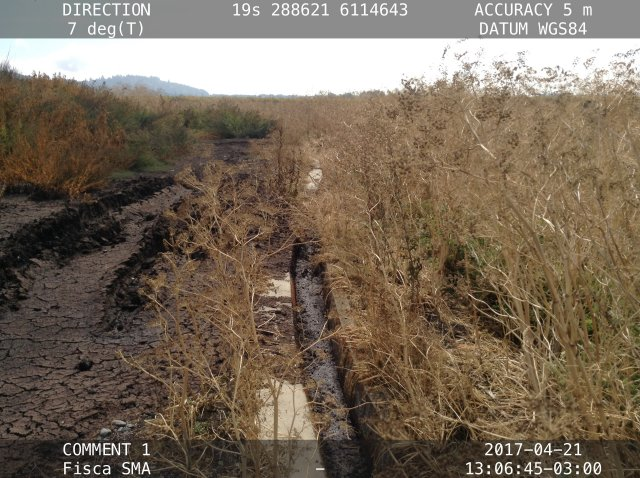 DIRECTION
7 deg(T)
19s 288621 6114643
ACCURACY 5 m
DATUM WGS84
COMMENT 1
Fisca SMA
-
2017-04-21
13:06:45-03:00